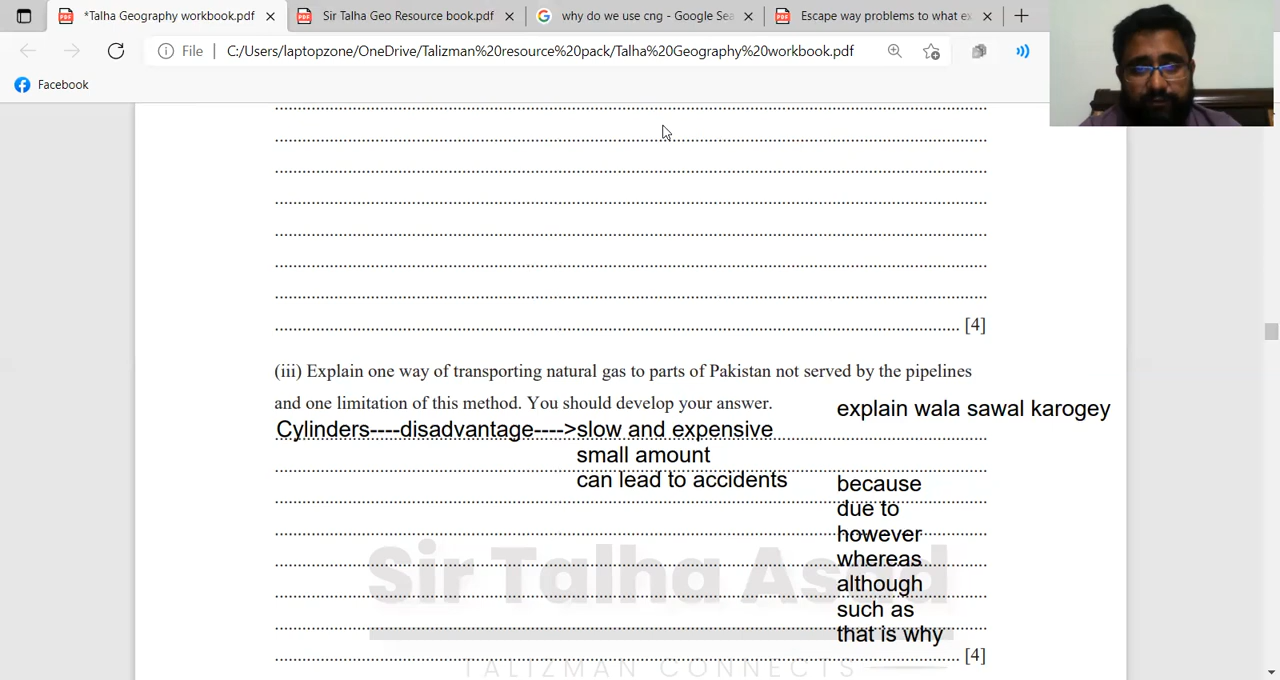 *Talha Geography workbook.pdf
Sir Talha Geo Resource book.pdf
why do we use cng - Google Sea
Escape way problems to what ex
File
C:/Users/laptopzone/OneDrive/Talizman%20resource%20pack/Talha%20Geography%20workbook.pdf
Facebook
[4]
(iii) Explain one way of transporting natural gas to parts of Pakistan not served by the pipelines
and one limitation of this method. You should develop your answer.
explain wala sawal karogey
Cylinders----disadvantage---->slow and expensive
small amount
can lead to accidents
because
due to
however
whereas
although
such as
that is why
Sir Talha Asad
[4]
TALIZMAN CONNECTS